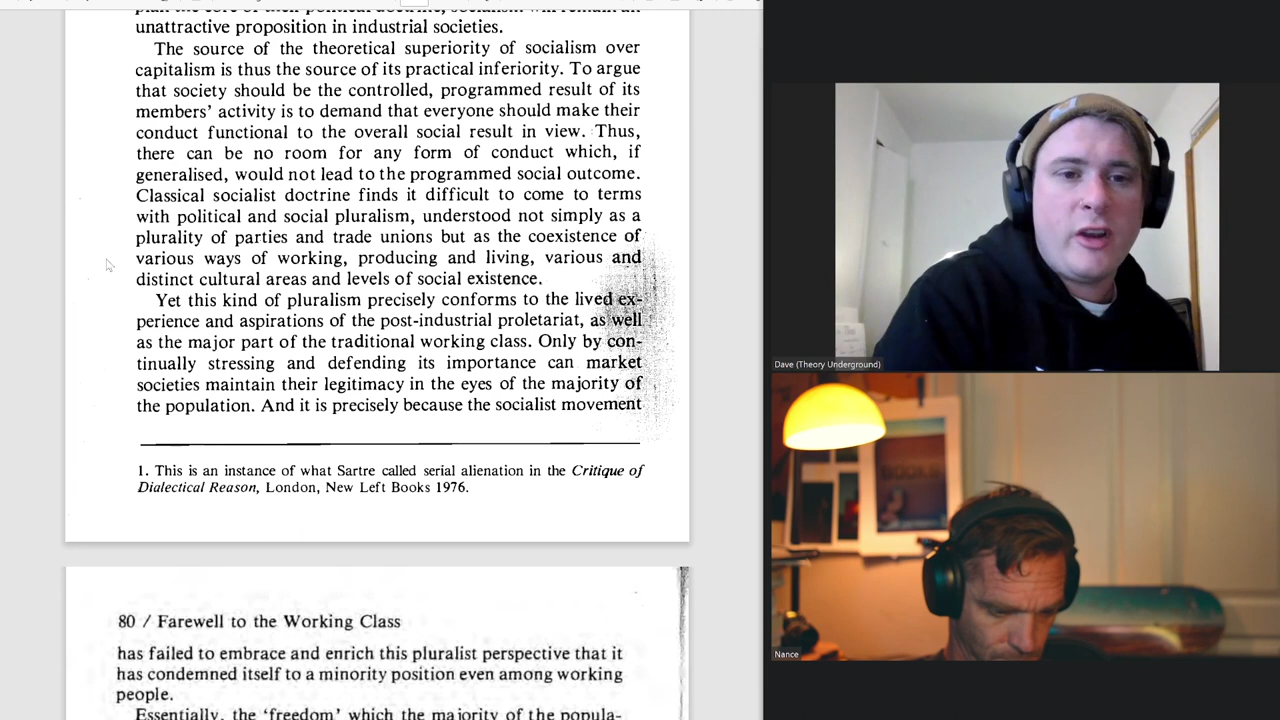 unattractive proposition in industrial societies.
The source of the theoretical superiority of socialism over
capitalism is thus the source of its practical inferiority. To argue
that society should be the controlled, programmed result of its
members' activity is to demand that everyone should make their
conduct functional to the overall social result in view. Thus,
there can be no room for any form of conduct which, if
generalised, would not lead to the programmed social outcome.
Classical socialist doctrine finds it difficult to come to terms
with political and social pluralism, understood not simply as a
plurality of parties and trade unions but as the coexistence of
various ways of working, producing and living, various and
distinct cultural areas and levels of social existence.
Yet this kind of pluralism precisely conforms to the lived ex-
perience and aspirations of the post-industrial proletariat, as well
as the major part of the traditional working class. Only by con-
tinually stressing and defending its importance can market
societies maintain their legitimacy in the eyes of the majority of
the population. And it is precisely because the socialist movement
1. This is an instance of what Sartre called serial alienation in the Critique of
Dialectical Reason, London, New Left Books 1976.
80 / Farewell to the Working Class
has failed to embrace and enrich this pluralist perspective that it
has condemned itself to a minority position even among working
people.
Essentially, the 'freedom' which the majority of the popula-
Dave (Theory Underground)
BOOKS
Nance